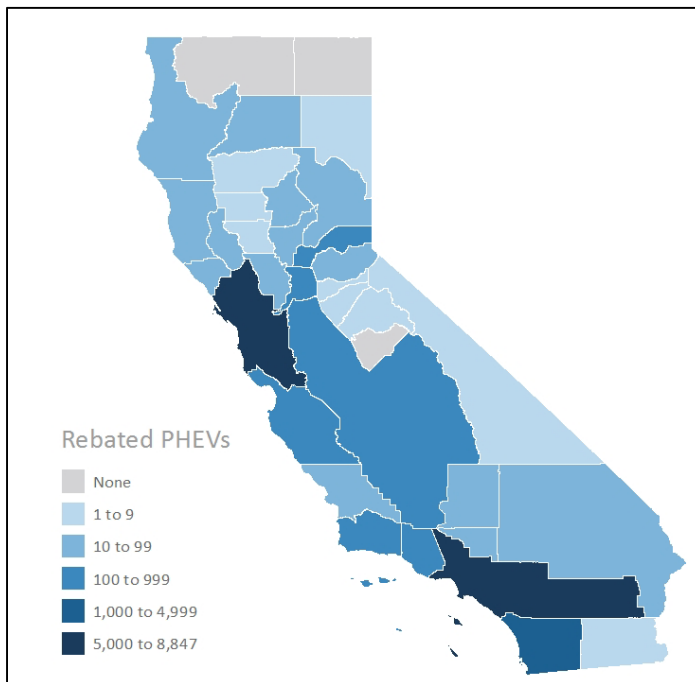 Rebated PHEVs
None
1 to 9
10 to 99
100 to 999
1,000 to 4,999
5,000 to 8,847